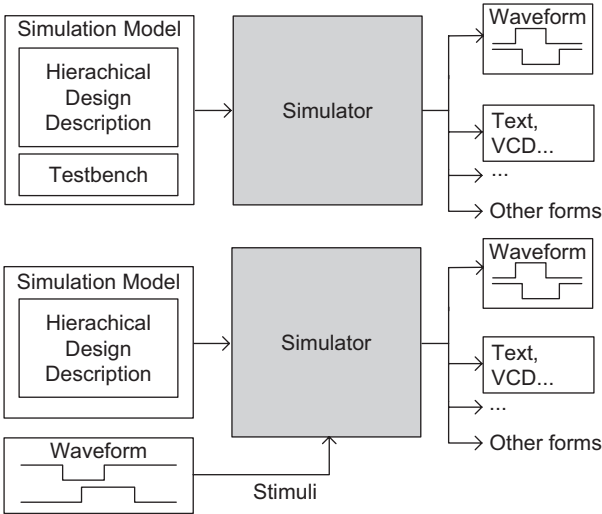 Simulation Model
Hierachical
Design
Description
Testbench
Simulator
Waveform
Text,
VCD...
...
Other forms
Simulation Model
Hierachical
Design
Description
Waveform
Stimuli
Simulator
Waveform
Text,
VCD...
...
Other forms